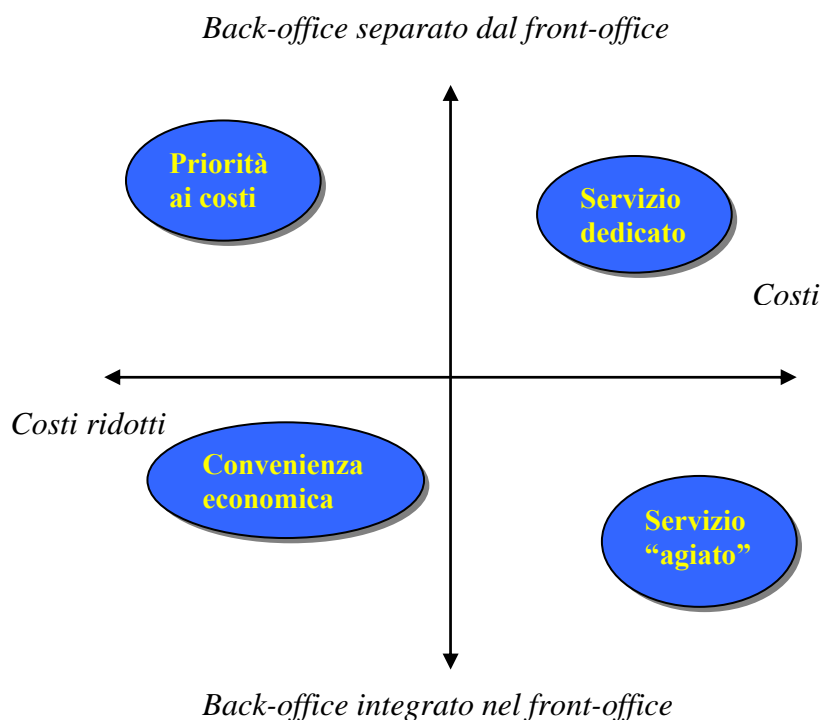 Back-office separato dal front-office
Priorità
ai costi
Servizio
dedicato
Costi
Costi ridotti
Convenienza
economica
Servizio
“agiato”
Back-office integrato nel front-office